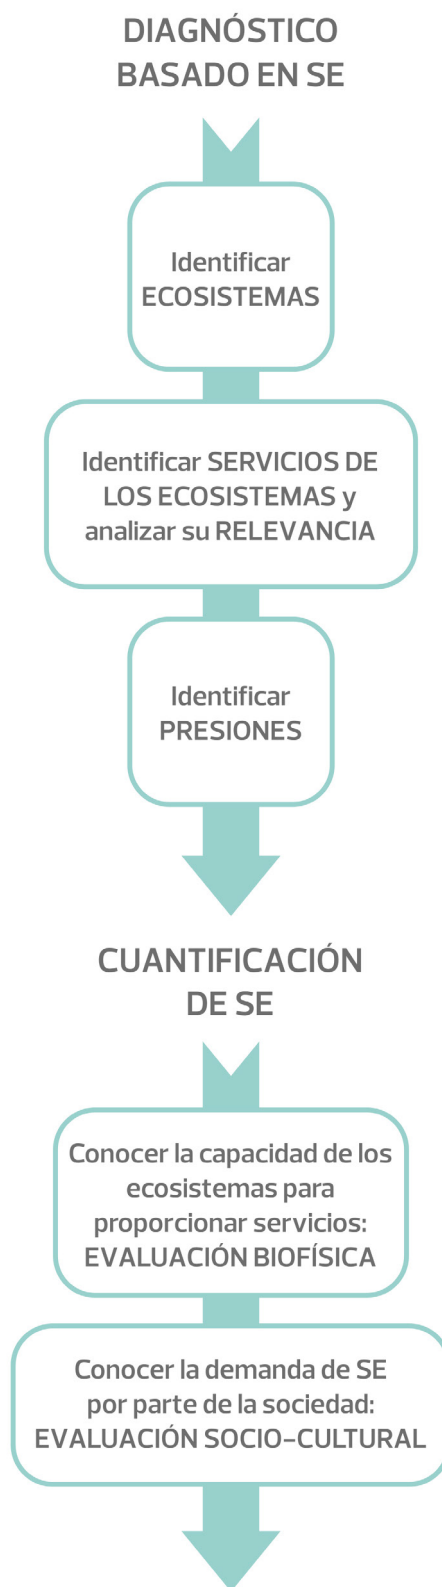 DIAGNÓSTICO
BASADO EN SE
Identificar
ECOSISTEMAS
Identificar SERVICIOS DE
LOS ECOSISTEMAS y
analizar su RELEVANCIA
Identificar
PRESIONES
CUANTIFICACIÓN
DE SE
Conocer la capacidad de los
ecosistemas para
proporcionar servicios:
EVALUACIÓN BIOFÍSICA
Conocer la demanda de SE
por parte de la sociedad:
EVALUACIÓN SOCIO-CULTURAL